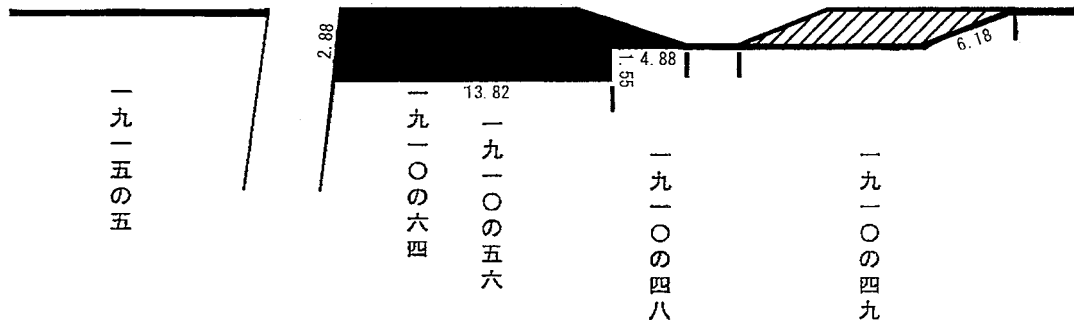 2.88
13.82
1.55
4.88
6.18
一九一五の五
一九一〇の六四
一九一〇の五六
一九一〇の四八
一九一〇の四九